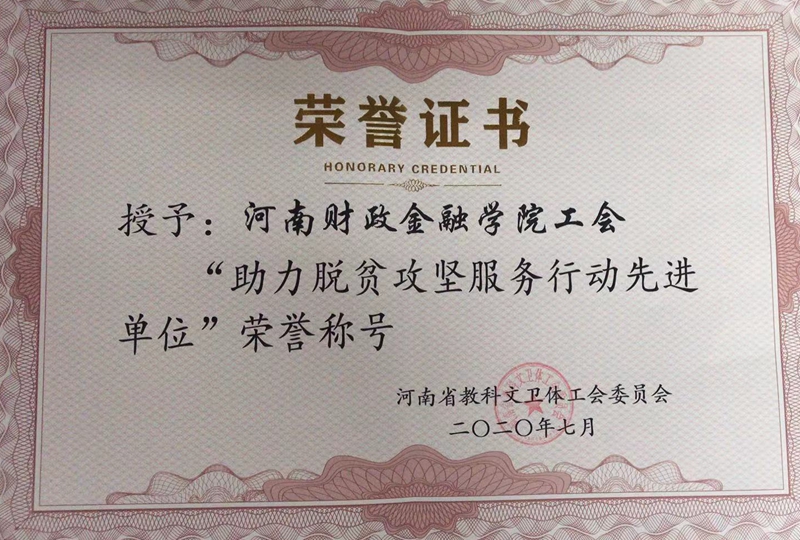 荣誉证书
HONORARY CREDENTIAL
授予：河南财政金融学院工会
“助力脱贫攻坚服务行动先进
单位”荣誉称号
河南省教科文卫体工会委员会
二〇二〇年七月